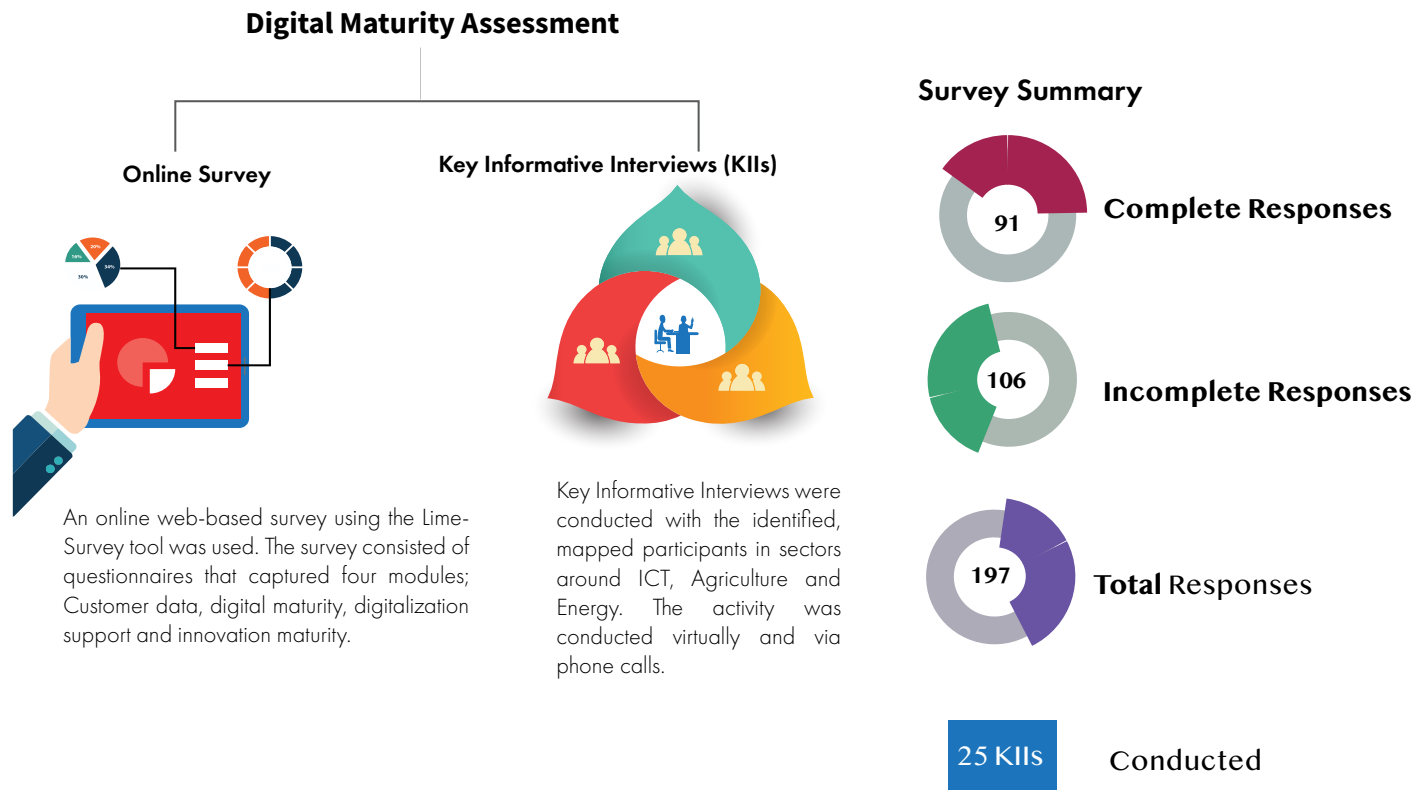 Digital Maturity Assessment
Online Survey
Key Informative Interviews (KIIs)
20%
16%
34%
30%
An online web-based survey using the Lime-
Survey tool was used. The survey consisted of
questionnaires that captured four modules;
Customer data, digital maturity, digitalization
support and innovation maturity.
Key Informative Interviews were
conducted with the identified,
mapped participants in sectors
around ICT, Agriculture and
Energy. The activity was
conducted virtually and via
phone calls.
Survey Summary
91
Complete Responses
106
Incomplete Responses
197
Total Responses
25 KIIs
Conducted